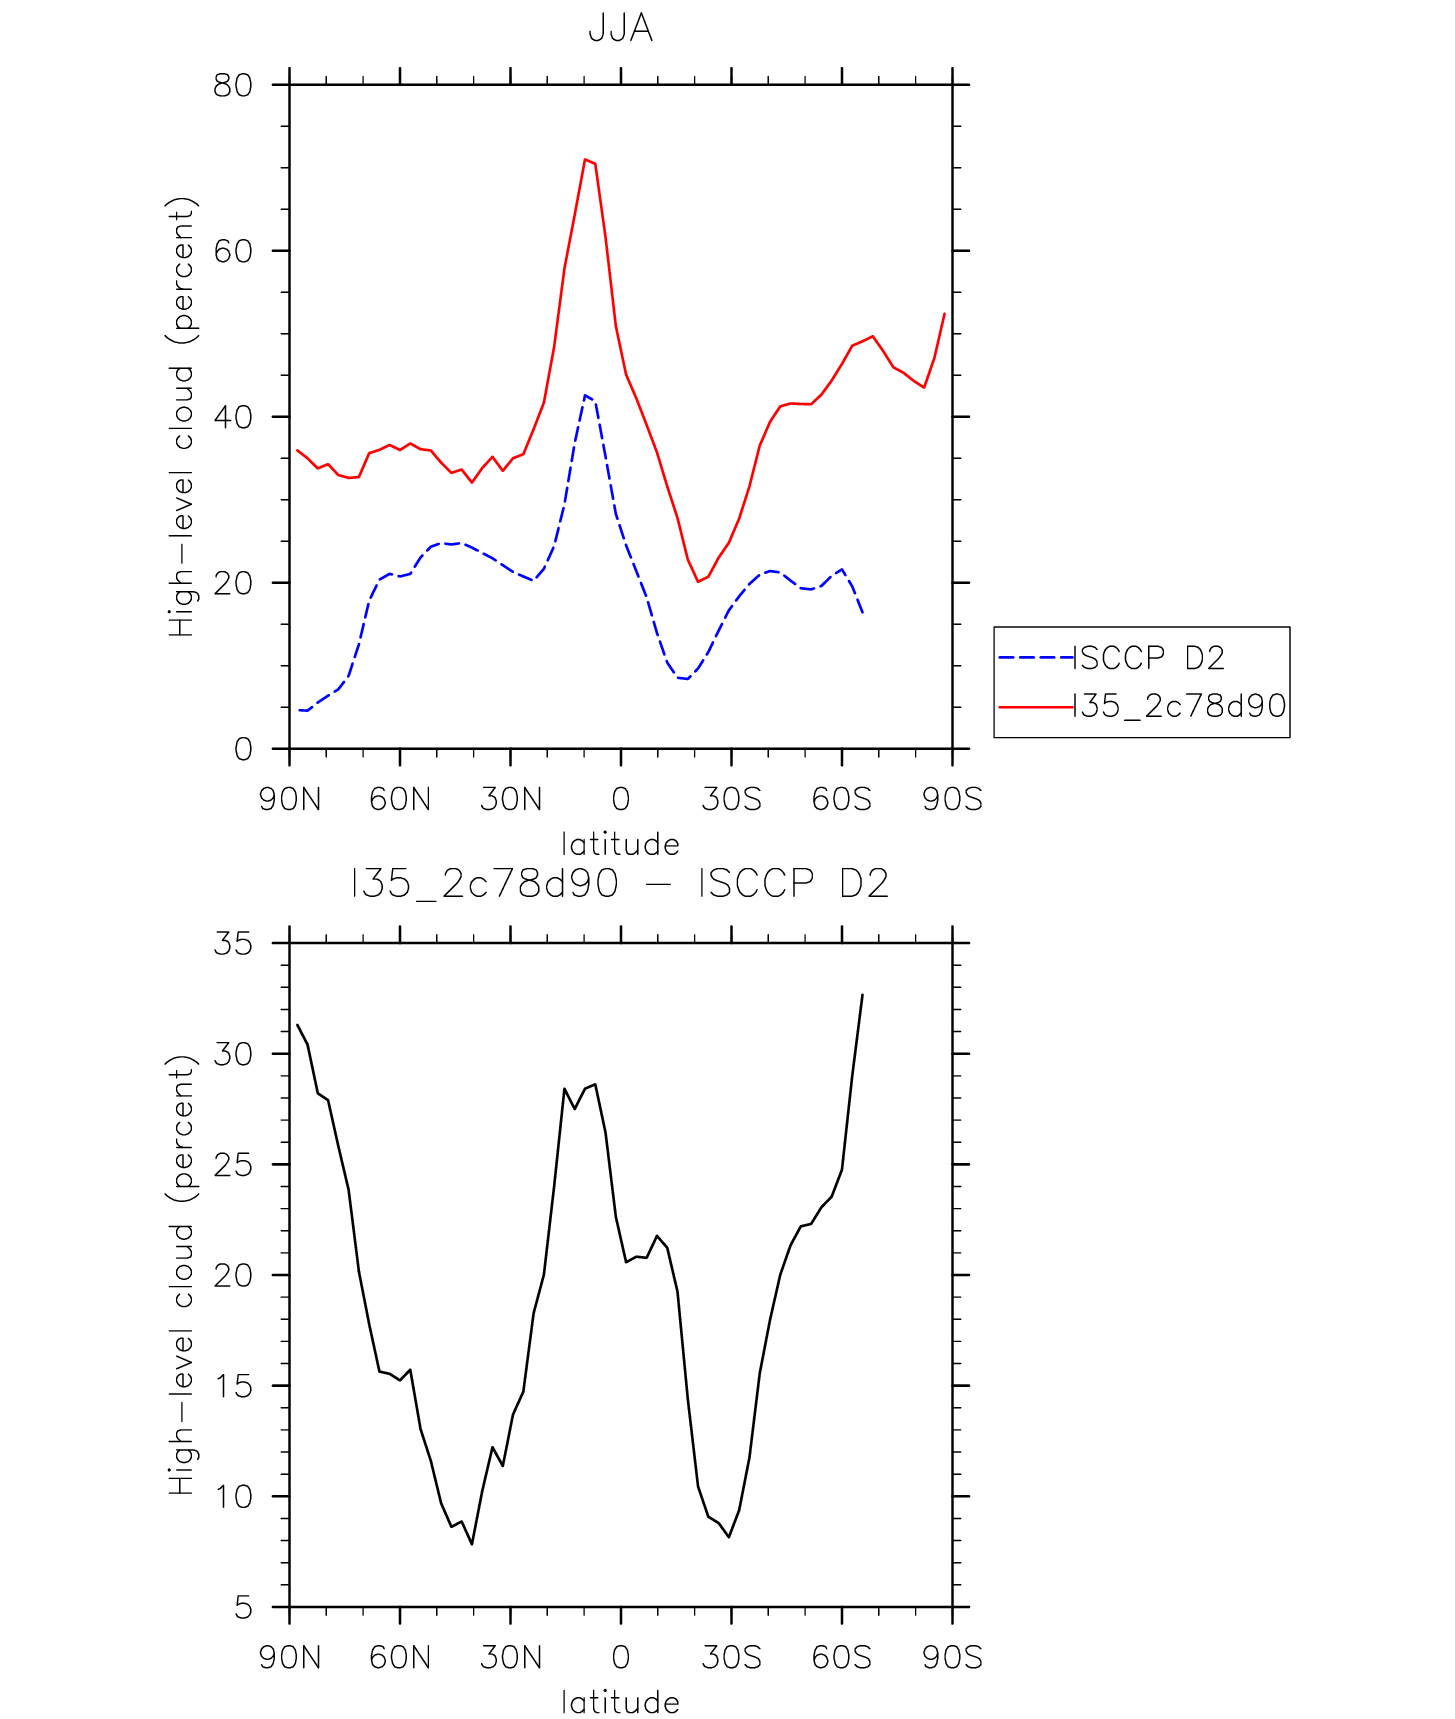 JJA
80
60
40
20
0
High-level cloud (percent)
90N 60N 30N 0 30S 60S 90S
latitude
ISCCP D2
I35_2c78d90
I35_2c78d90 - ISCCP D2
35
30
25
20
15
10
5
High-level cloud (percent)
90N 60N 30N 0 30S 60S 90S
latitude